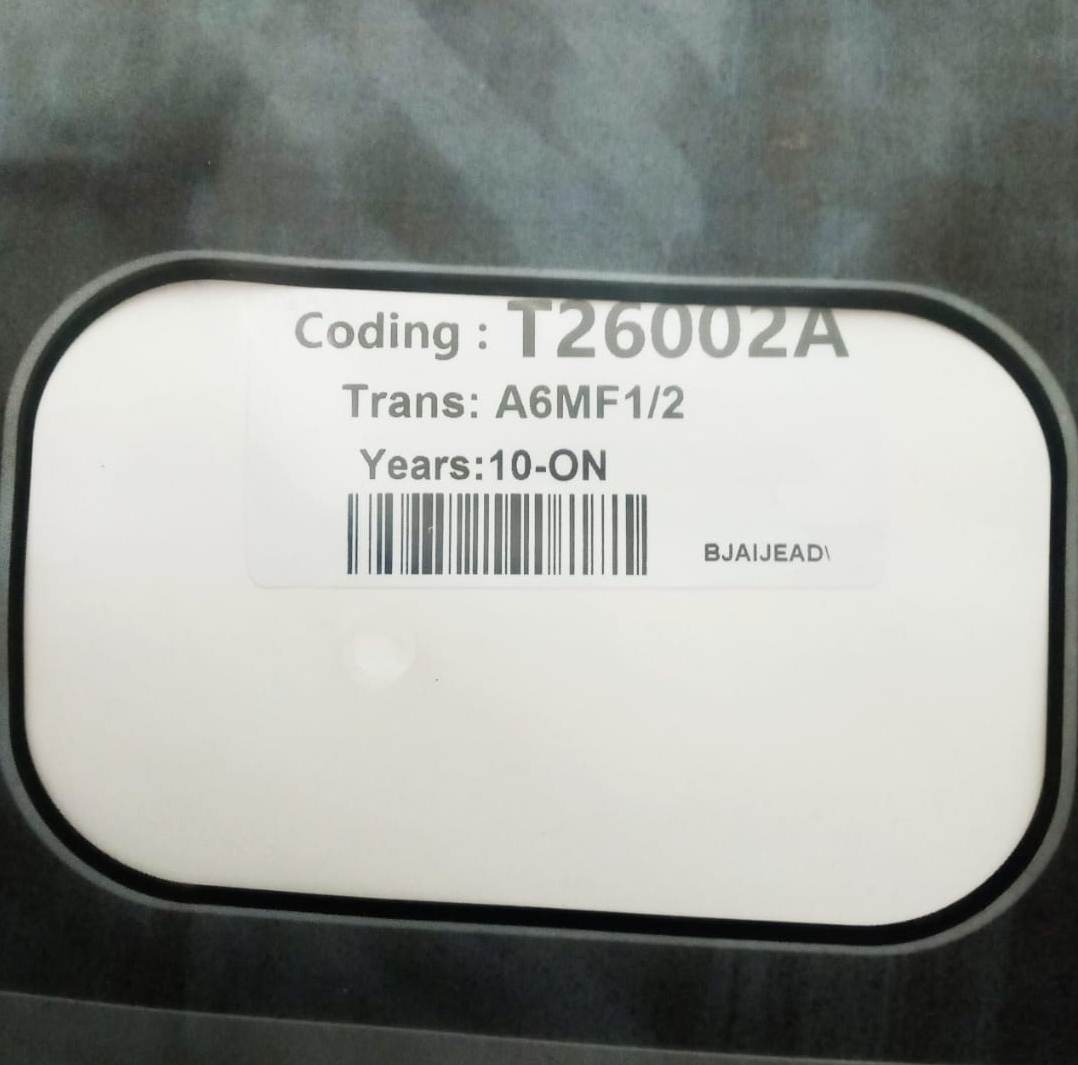 Coding : T26002A
Trans: A6MF1/2
Years:10-ON
BJAIJEAD\